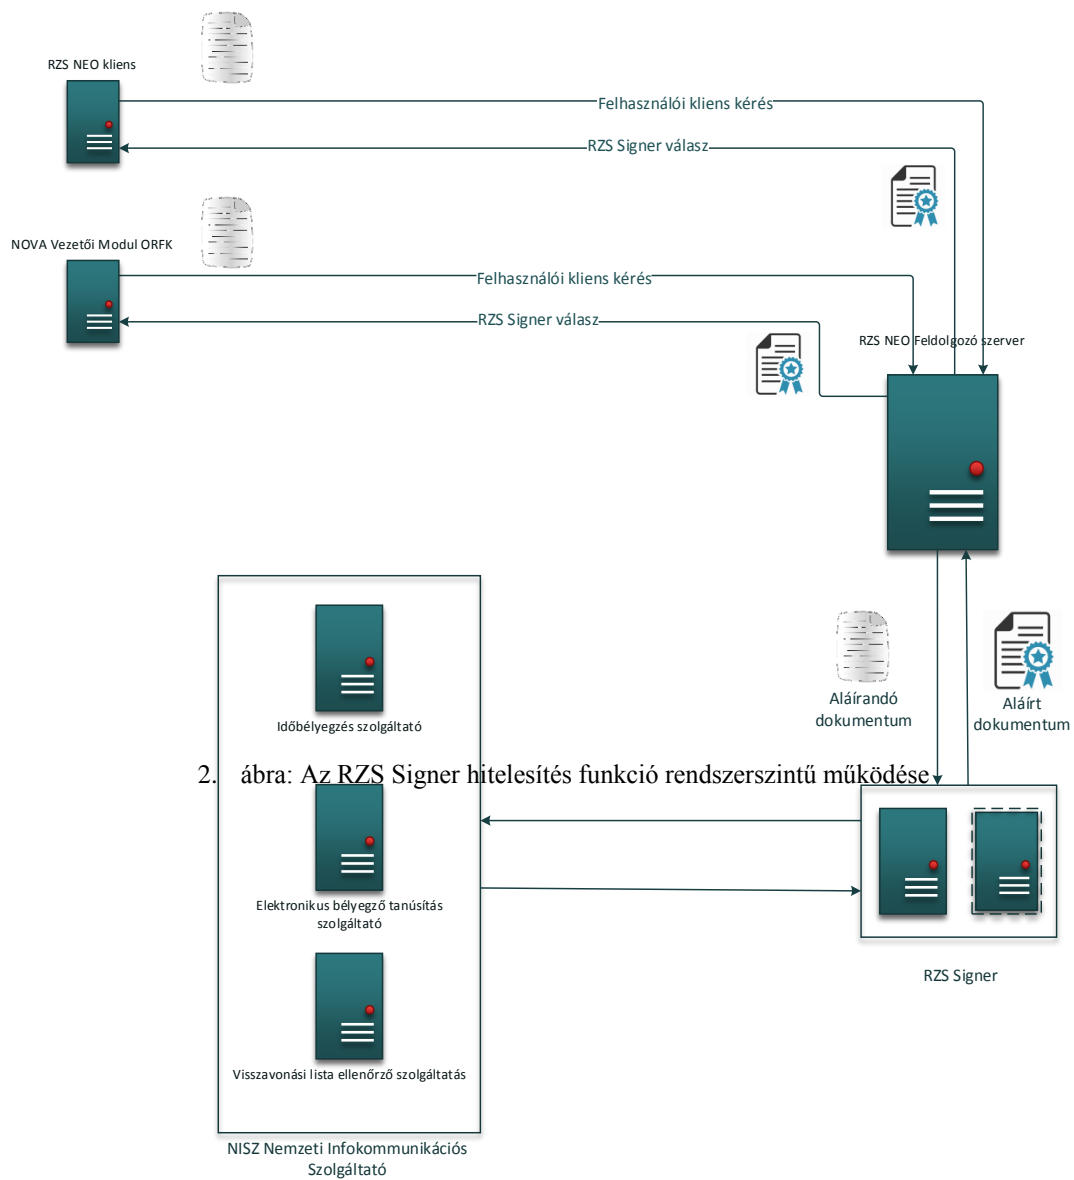 RZS NEO kliens
Felhasználói kliens kérés
RZS Signer válasz
NOVA Vezetői Modul ORFK
Felhasználói kliens kérés
RZS Signer válasz
RZS NEO Feldolgozó szerver
Aláírandó
dokumentum
Aláírt
dokumentum
Időbélyegzés szolgáltató
2. ábra: Az RZS Signer hitelesítés funkció rendszerszintű működése
Elektronikus bélyegző tanúsítás
szolgáltató
RZS Signer
Visszavonási lista ellenőrző szolgáltatás
NISZ Nemzeti Infokommunikációs
Szolgáltató